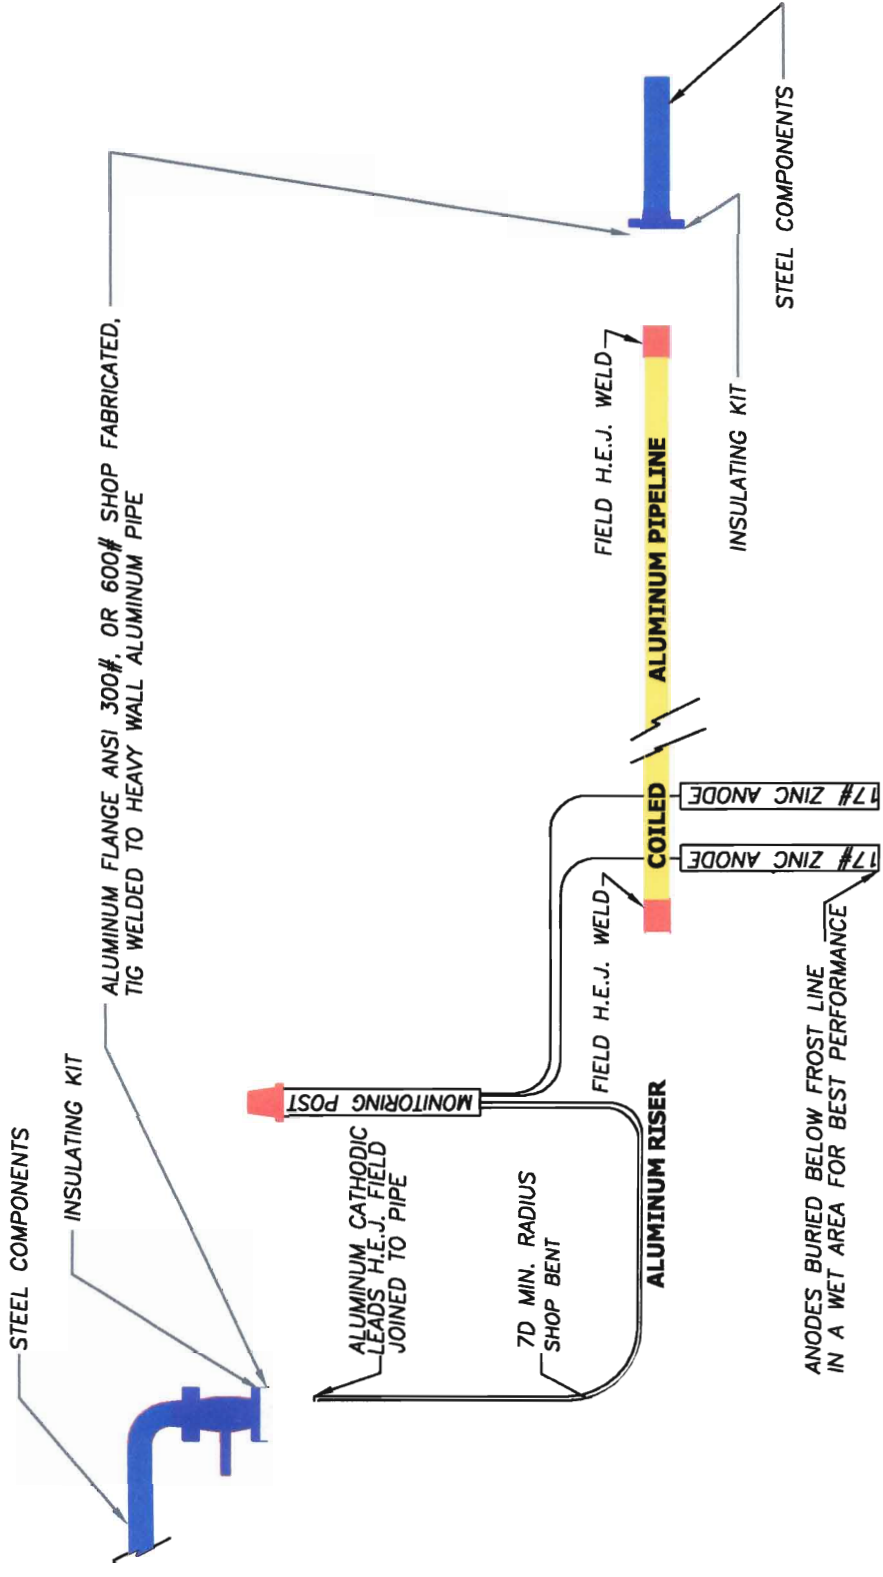 STEEL COMPONENTS
INSULATING KIT
ALUMINUM FLANGE ANSI 300#, OR 600# SHOP FABRICATED,
TIG WELDED TO HEAVY WALL ALUMINUM PIPE
MONITORING POST
ALUMINUM CATHODIC
LEADS H.E.J. FIELD
JOINED TO PIPE
7D MIN. RADIUS
SHOP BENT
ALUMINUM RISER
FIELD H.E.J. WELD
FIELD H.E.J. WELD
COILED ALUMINUM PIPELINE
17# ZINC ANODE
17# ZINC ANODE
INSULATING KIT
STEEL COMPONENTS
ANODES BURIED BELOW FROST LINE
IN A WET AREA FOR BEST PERFORMANCE